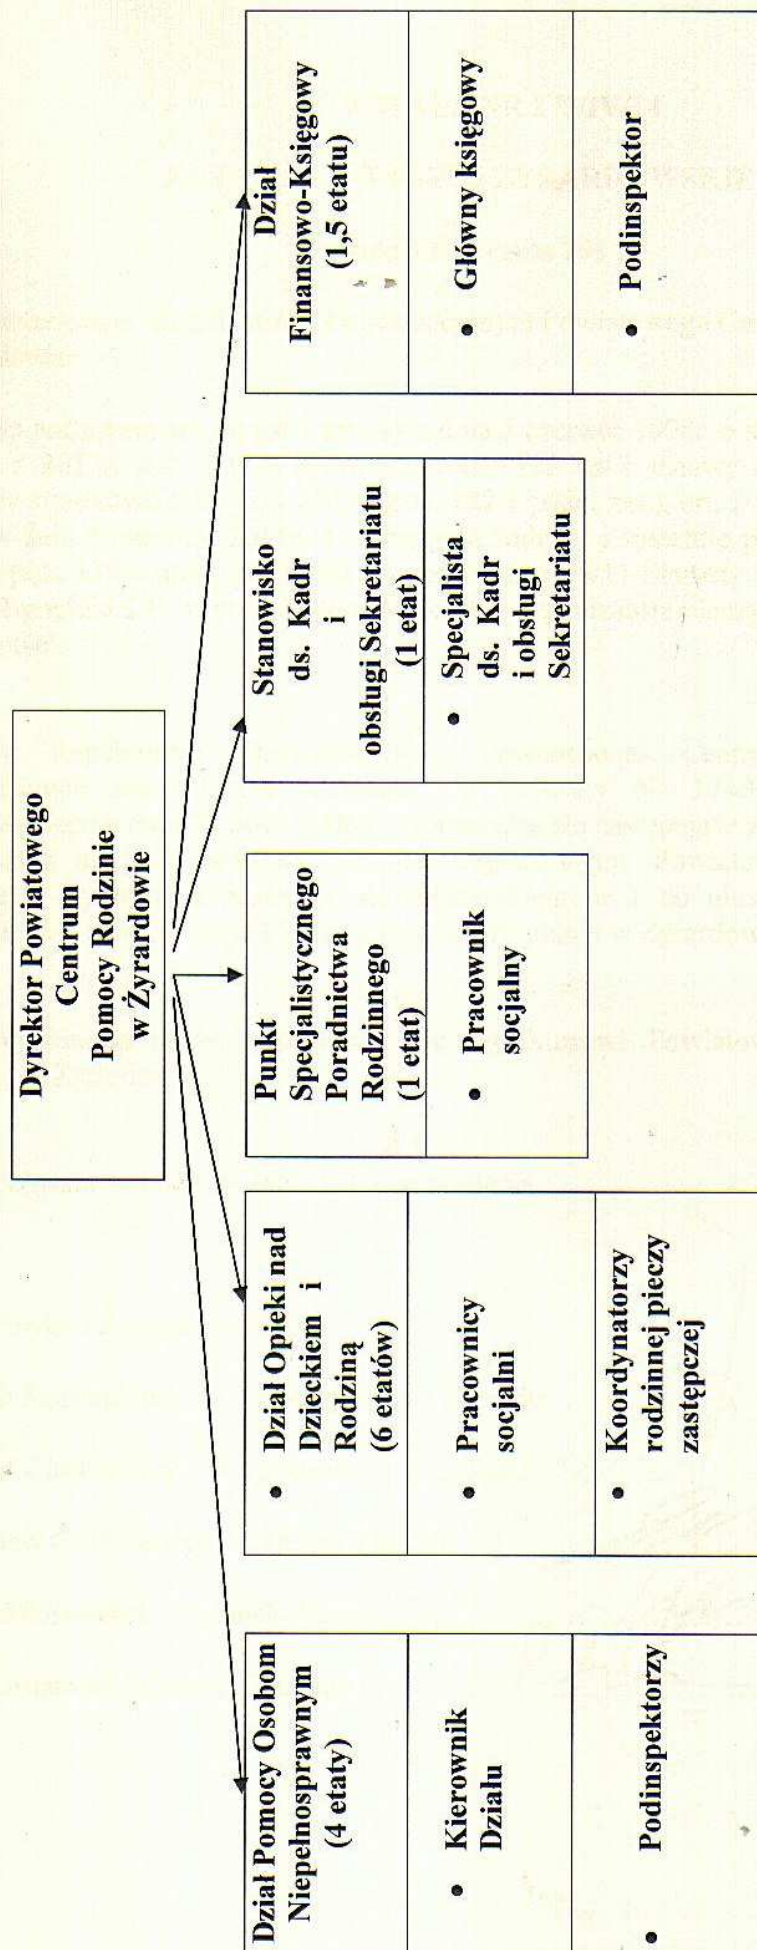 Dyrektor Powiatowego
Centrum
Pomocy Rodzinie
w Żyrardowie
Dział Pomocy Osobom
Niepełnosprawnym
(4 etaty)
• Kierownik
Działu
• Podinspektorzy
• Dział Opieki nad
Dzieckiem i
Rodziną
(6 etatów)
• Pracownicy
socjalni
• Koordynatorzy
rodzinnej pieczy
zastępczej
Punkt
Specjalistycznego
Poradnictwa
Rodzinnego
(1 etat)
• Pracownik
socjalny
Stanowisko
ds. Kadr
i
obsługi Sekretariatu
(1 etat)
• Specjalista
ds. Kadr
i obsługi
Sekretariatu
Dział
Finansowo-Księgowy
(1,5 etatu)
• Główny księgowy
• Podinspektor